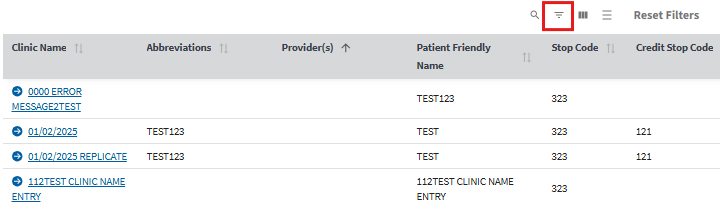 Reset Filters
Clinic Name Abbreviations Provider(s) Patient Friendly Name Stop Code Credit Stop Code
0000 ERROR MESSAGE2TEST TEST123 323
01/02/2025 TEST123 TEST 323 121
01/02/2025 REPLICATE TEST123 TEST 323 121
112TEST CLINIC NAME ENTRY 112TEST CLINIC NAME ENTRY 323